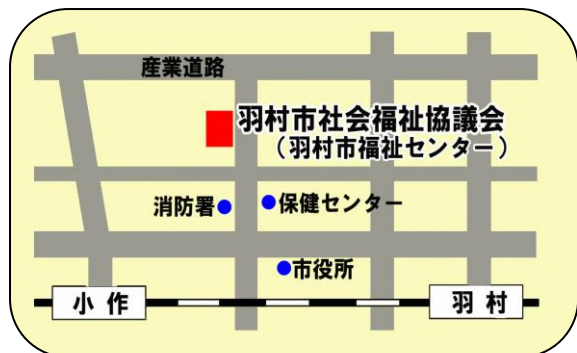 産業道路
羽村市社会福祉協議会
（羽村市福祉センター）
消防署
保健センター
市役所
小作
羽村